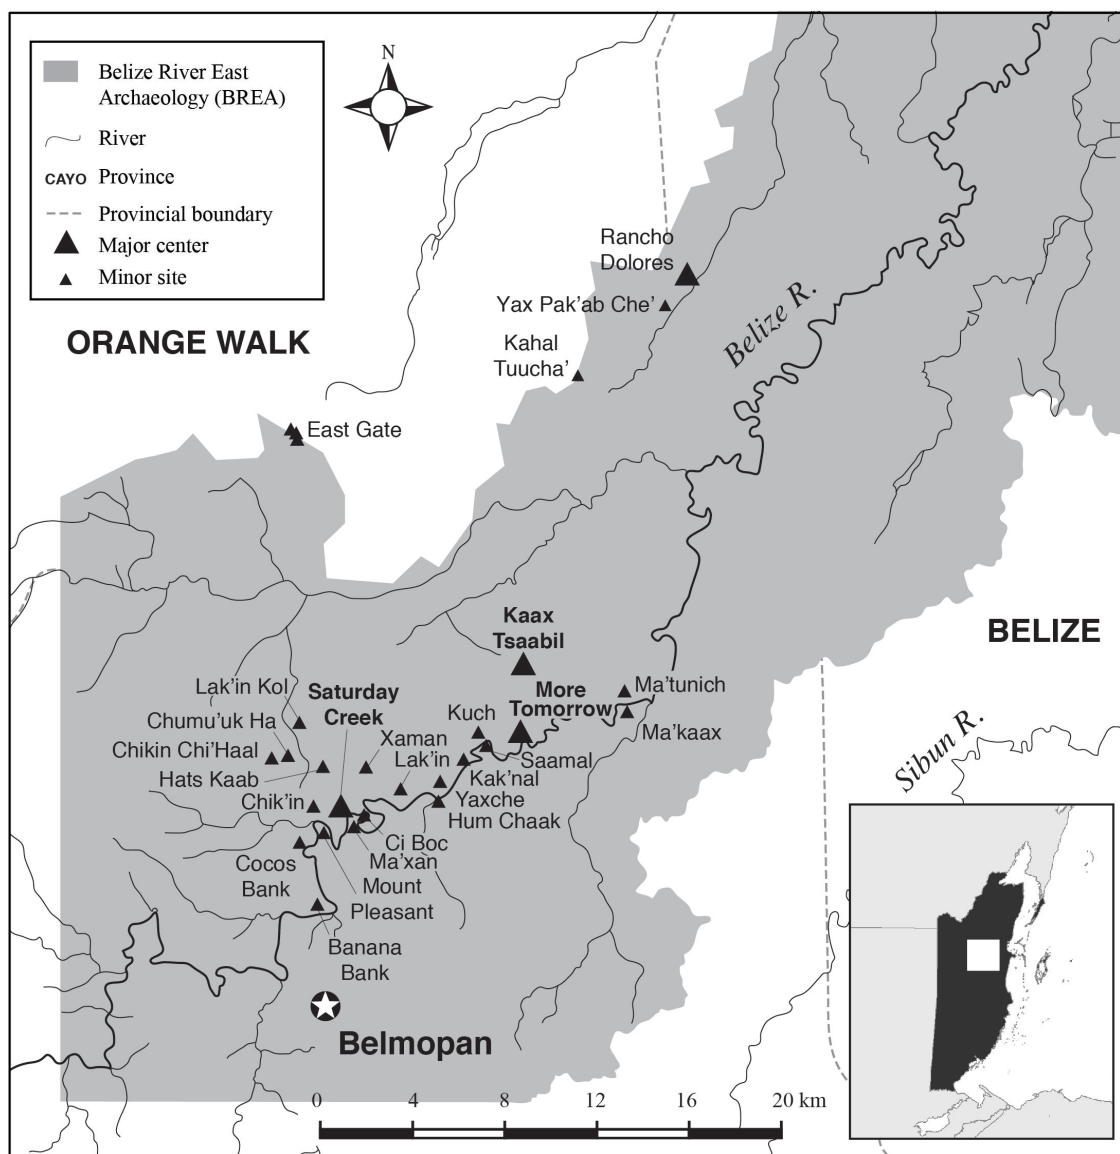 Belize River East
Archaeology (BREA)
River
CAYO Province
Provincial boundary
Major center
Minor site
N
ORANGE WALK
Rancho
Dolores
Yax Pak’ab Che’
Kahal
Tuucha’
Belize R.
East Gate
Kaax
Tsaabil
BELIZE
Lak’in Kol
Saturday
Creek
More
Tomorrow
Ma’tunich
Chumu’uk Ha
Kuch
Ma’kaax
Chikin Chi’Haal
Xaman
Lak’in
Saamal
Sibun R.
Hats Kaab
Kak’nal
Chik’in
Yaxche
Hum Chaak
Ci Boc
Cocos
Bank
Ma’xan
Mount
Pleasant
Banana
Bank
Belmopan
0 4 8 12 16 20 km